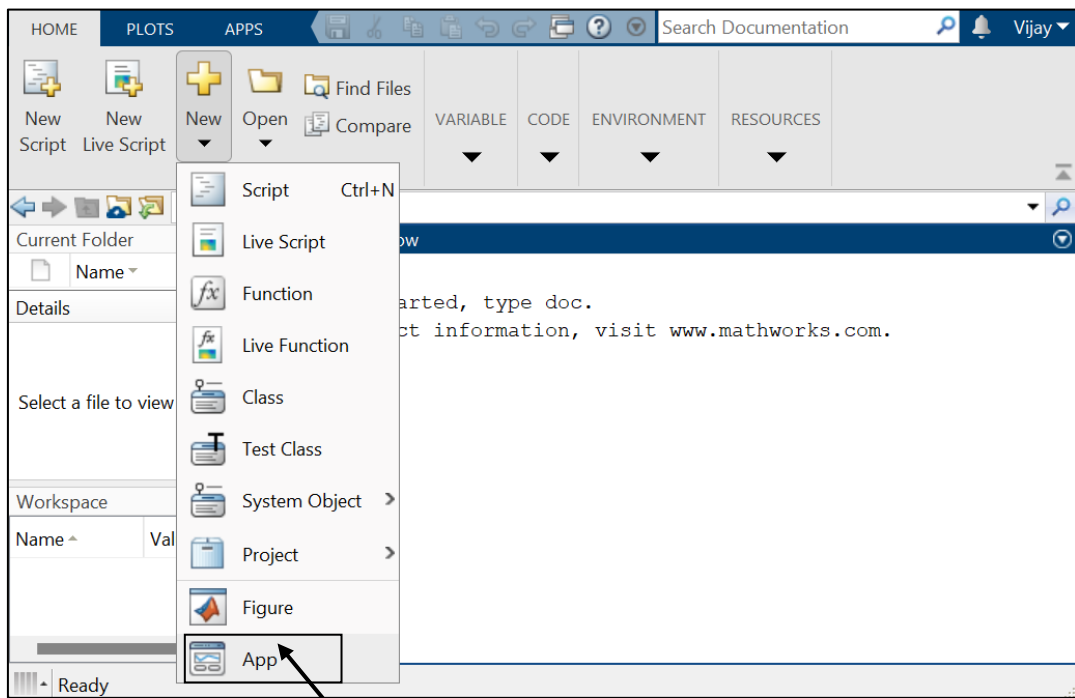 HOME PLOTS APPS Search Documentation Vijay
New Script
New Live Script
New
Open
Find Files
Compare
VARIABLE CODE ENVIRONMENT RESOURCES
Script Ctrl+N
Live Script
Function
Live Function
Class
Test Class
System Object
Project
Figure
App
Current Folder
Name
Details
Select a file to view
Workspace
Name Val
ow
arted, type doc.
ct information, visit www.mathworks.com.
Ready